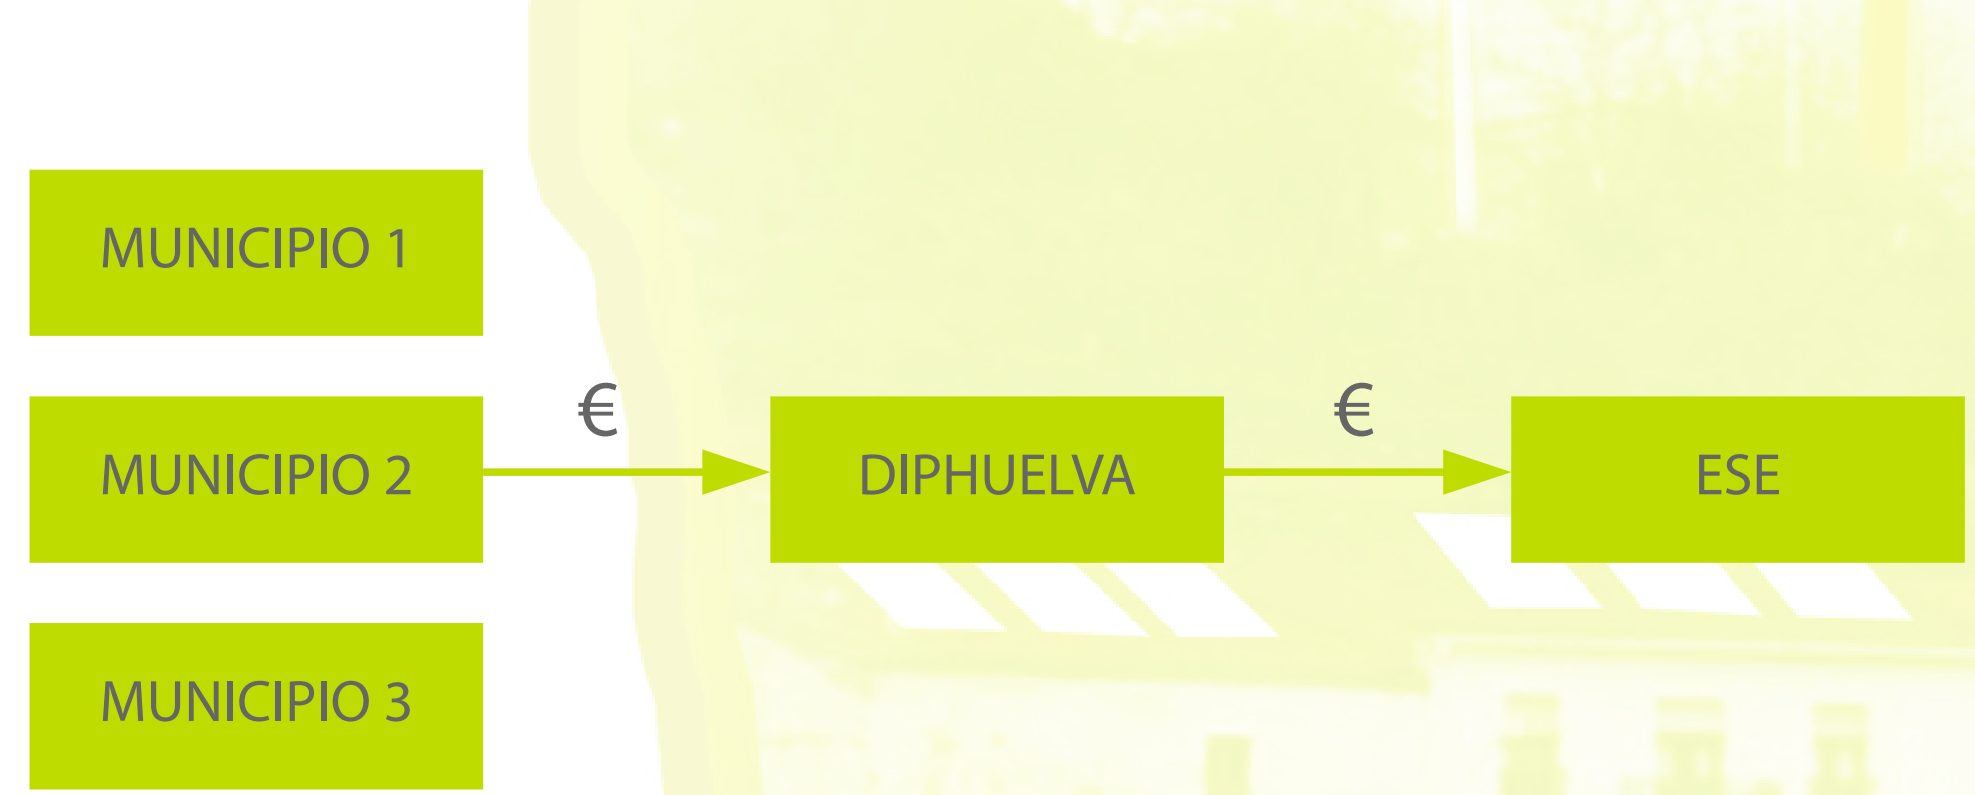 MUNICIPIO 1
€
€
MUNICIPIO 2
DIPHUELVA
ESE
MUNICIPIO 3